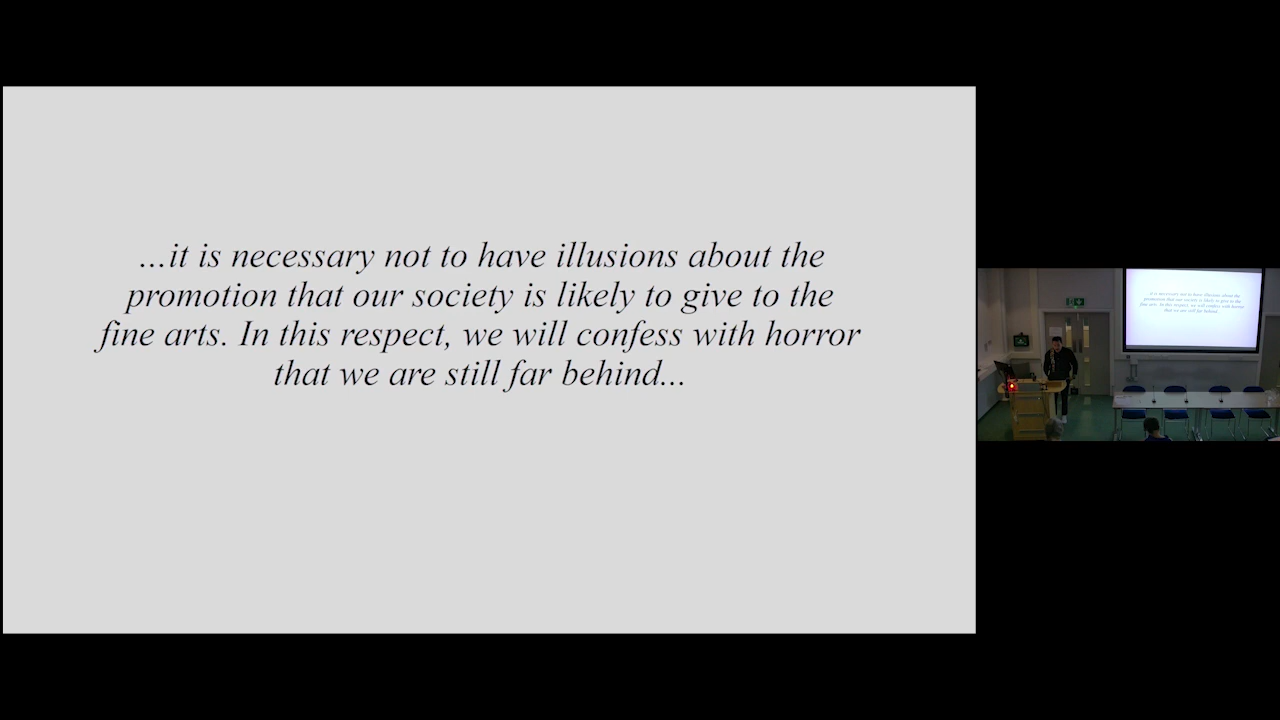 ...it is necessary not to have illusions about the
promotion that our society is likely to give to the
fine arts. In this respect, we will confess with horror
that we are still far behind...